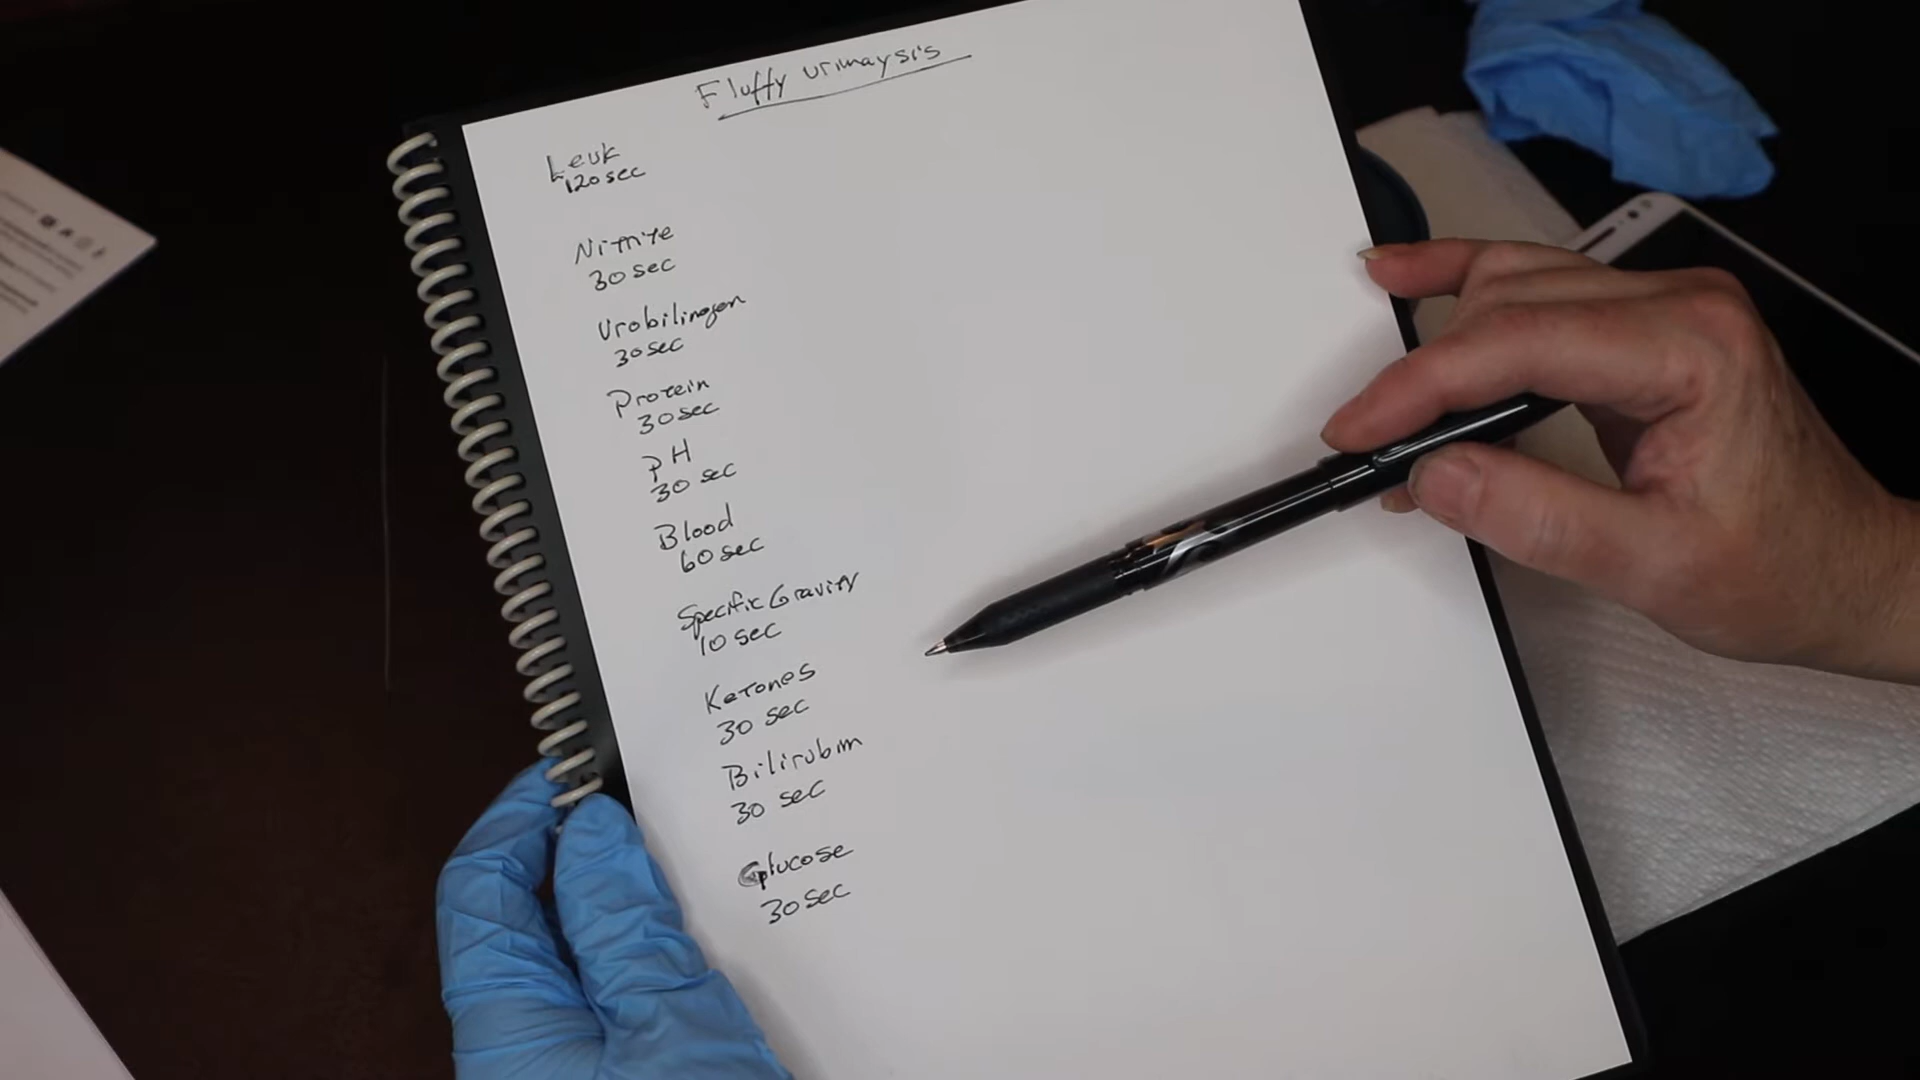 Fluffy urinaysis
Leuk
120 sec
Nitrite
30 sec
Urobilinogen
30 sec
Protein
30 sec
PH
30 sec
Blood
60 sec
Specific Gravity
10 sec
Ketones
30 sec
Bilirubin
30 sec
Glucose
30 sec